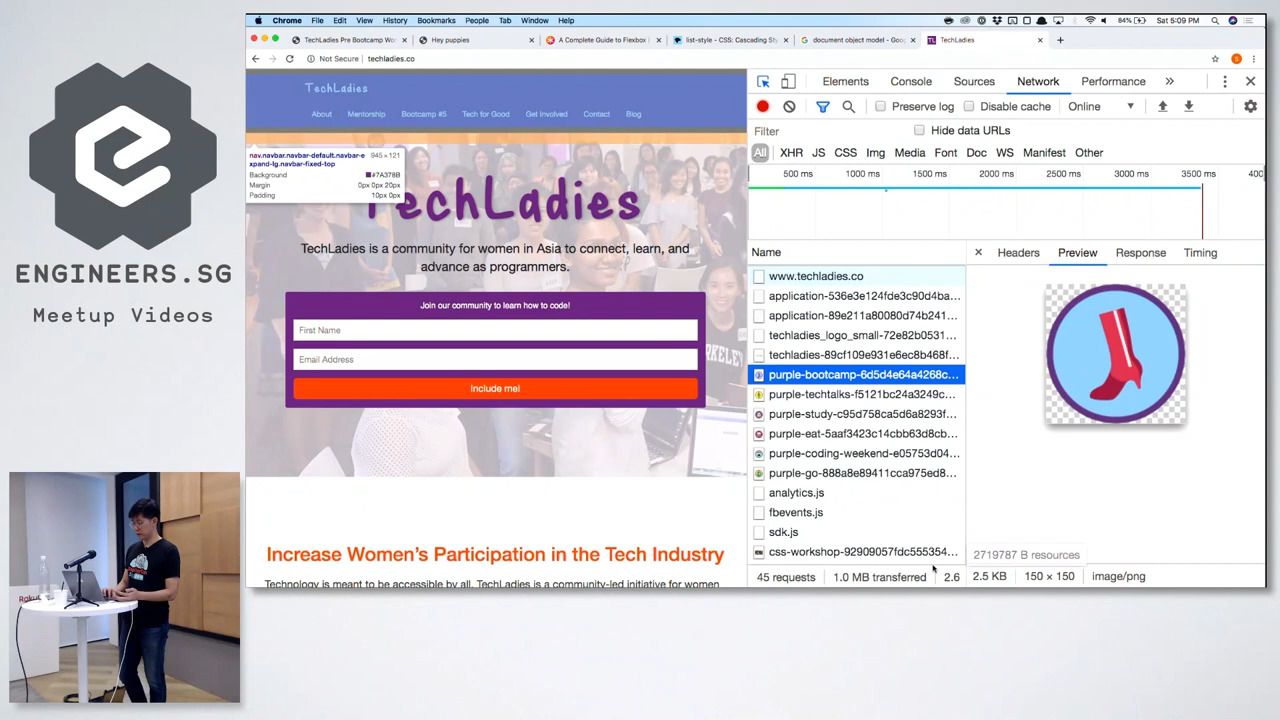 ENGINEERS.SG
Meetup Videos
Chrome File Edit View History Bookmarks People Tab Window Help
84% Sat 5:09 PM
TechLadies Pre Bootcamp Wor
Hey puppies
A Complete Guide to Flexbox
list-style - CSS: Cascading Sty
document object model - Goog
TL TechLadies
Not Secure | techladies.co
TechLadies
About Mentorship Bootcamp #5 Tech for Good Get Involved Contact Blog
nav.navbar.navbar-default.navbar-e 945 × 121
xpand-lg.navbar-fixed-top
Background #7A378B
Margin 0px 0px 20px
Padding 10px 0px
TechLadies
TechLadies is a community for women in Asia to connect, learn, and
advance as programmers.
Join our community to learn how to code!
First Name
Email Address
Include me!
BERKELEY
Increase Women's Participation in the Tech Industry
Technology is meant to be accessible by all. TechLadies is a community-led initiative for women
Elements Console Sources Network Performance »
Preserve log Disable cache Online
Filter Hide data URLs
All XHR JS CSS Img Media Font Doc WS Manifest Other
500 ms 1000 ms 1500 ms 2000 ms 2500 ms 3000 ms 3500 ms 400
Name
www.techladies.co
application-536e3e124fde3c90d4ba...
application-89e211a80080d74b241...
techladies_logo_small-72e82b0531...
techladies-89cf109e931e6ec8b468f...
purple-bootcamp-6d5d4e64a4268c...
purple-techtalks-f5121bc24a3249c...
purple-study-c95d758ca5d6a8293f...
purple-eat-5aaf3423c14cbb63d8cb...
purple-coding-weekend-e05753d04...
purple-go-888a8e89411cca975ed8...
analytics.js
fbevents.js
sdk.js
css-workshop-92909057fdc555354...
× Headers Preview Response Timing
2719787 B resources
45 requests 1.0 MB transferred 2.6
2.5 KB 150 × 150 image/png